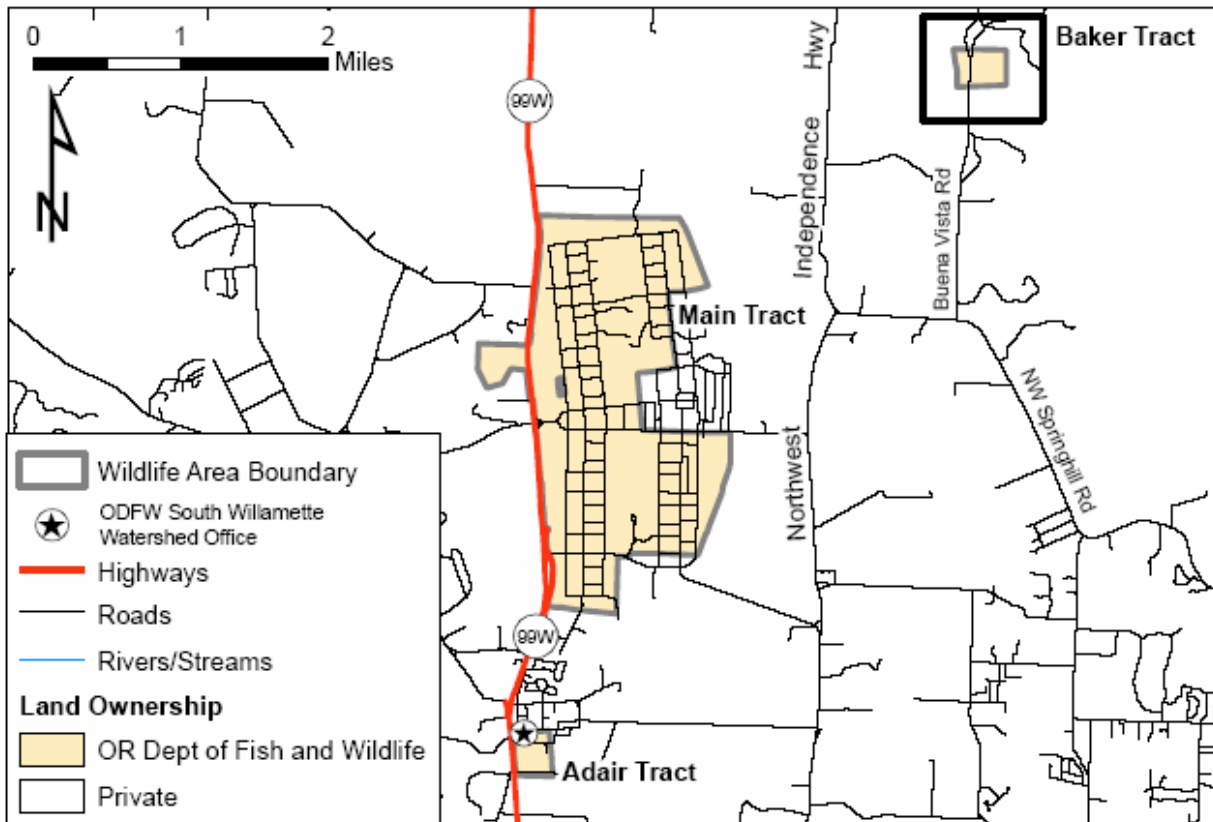 0 1 2
Miles
N
Baker Tract
99W
Independence Hwy
Buena Vista Rd
Main Tract
NW Springhill Rd
Northwest
99W
Adair Tract
Wildlife Area Boundary
ODFW South Willamette
Watershed Office
Highways
Roads
Rivers/Streams
Land Ownership
OR Dept of Fish and Wildlife
Private